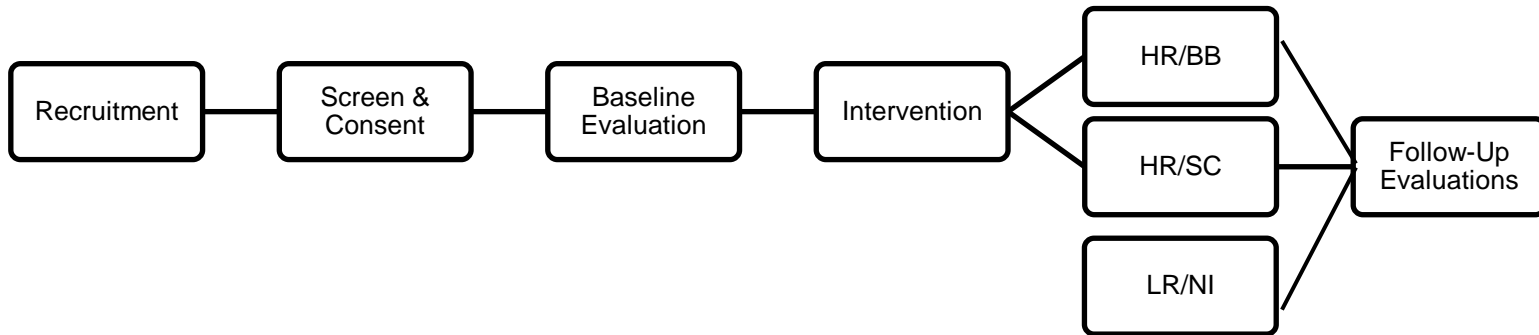 Recruitment
Screen &
Consent
Baseline
Evaluation
Intervention
HR/BB
HR/SC
LR/NI
Follow-Up
Evaluations